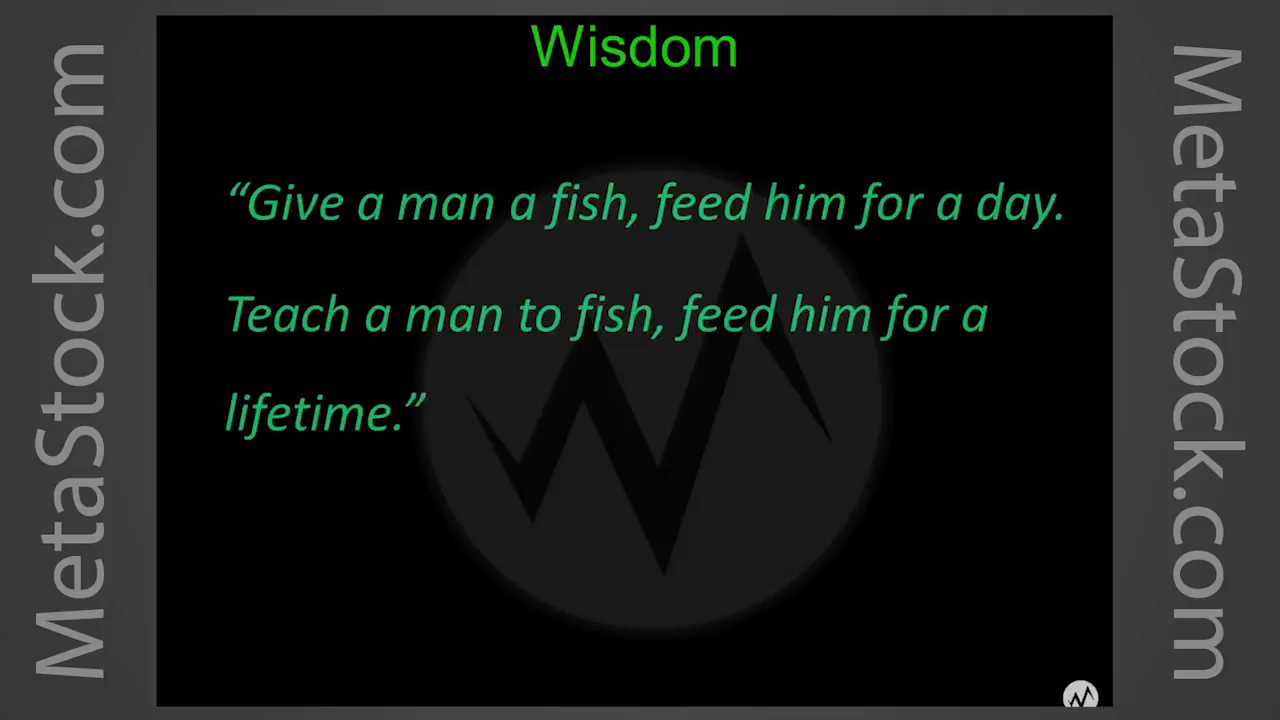 Wisdom
“Give a man a fish, feed him for a day.
Teach a man to fish, feed him for a
lifetime.”
MetaStock.com
MetaStock.com